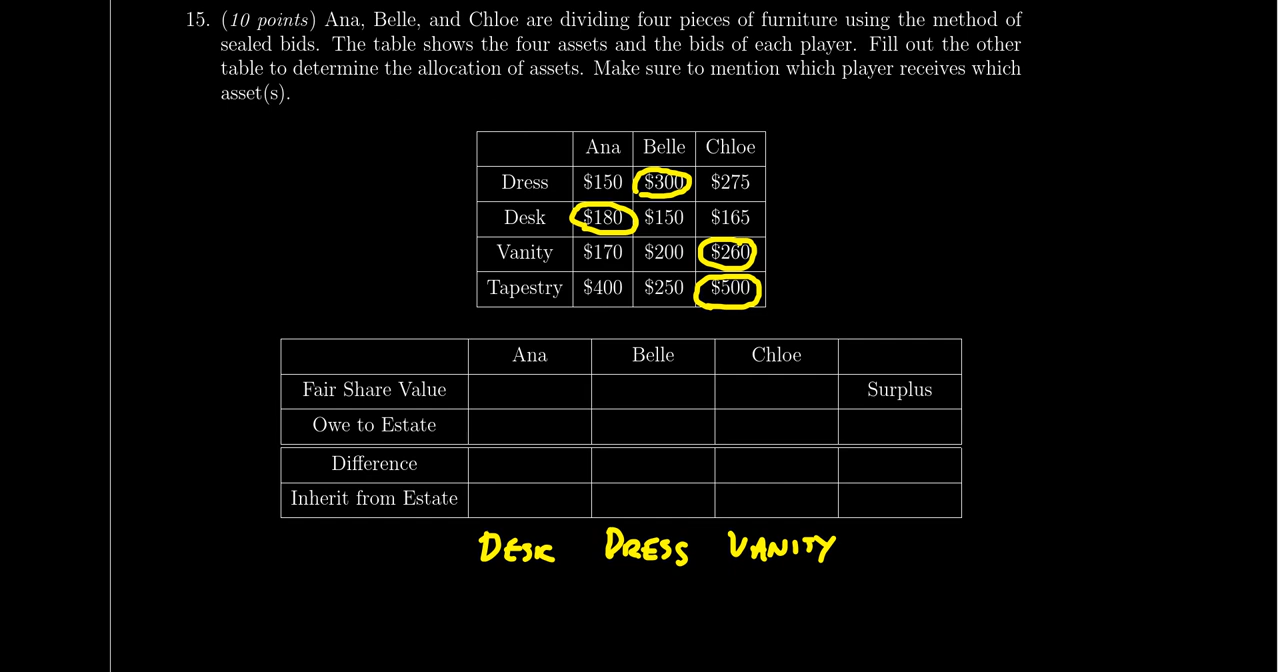 15. (10 points) Ana, Belle, and Chloe are dividing four pieces of furniture using the method of
sealed bids. The table shows the four assets and the bids of each player. Fill out the other
table to determine the allocation of assets. Make sure to mention which player receives which
asset(s).
Ana Belle Chloe
Dress $150 $300 $275
Desk $180 $150 $165
Vanity $170 $200 $260
Tapestry $400 $250 $500
Ana Belle Chloe
Fair Share Value Surplus
Owe to Estate
Difference
Inherit from Estate
DESK DRESS VANITY